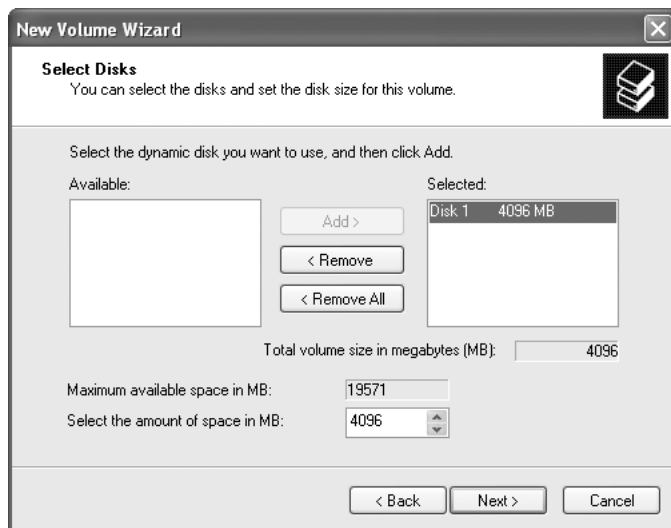 New Volume Wizard
Select Disks
You can select the disks and set the disk size for this volume.
Select the dynamic disk you want to use, and then click Add.
Available:
Selected:
Disk 1 4096 MB
Add >
< Remove
< Remove All
Total volume size in megabytes (MB): 4096
Maximum available space in MB: 19571
Select the amount of space in MB: 4096
< Back Next > Cancel